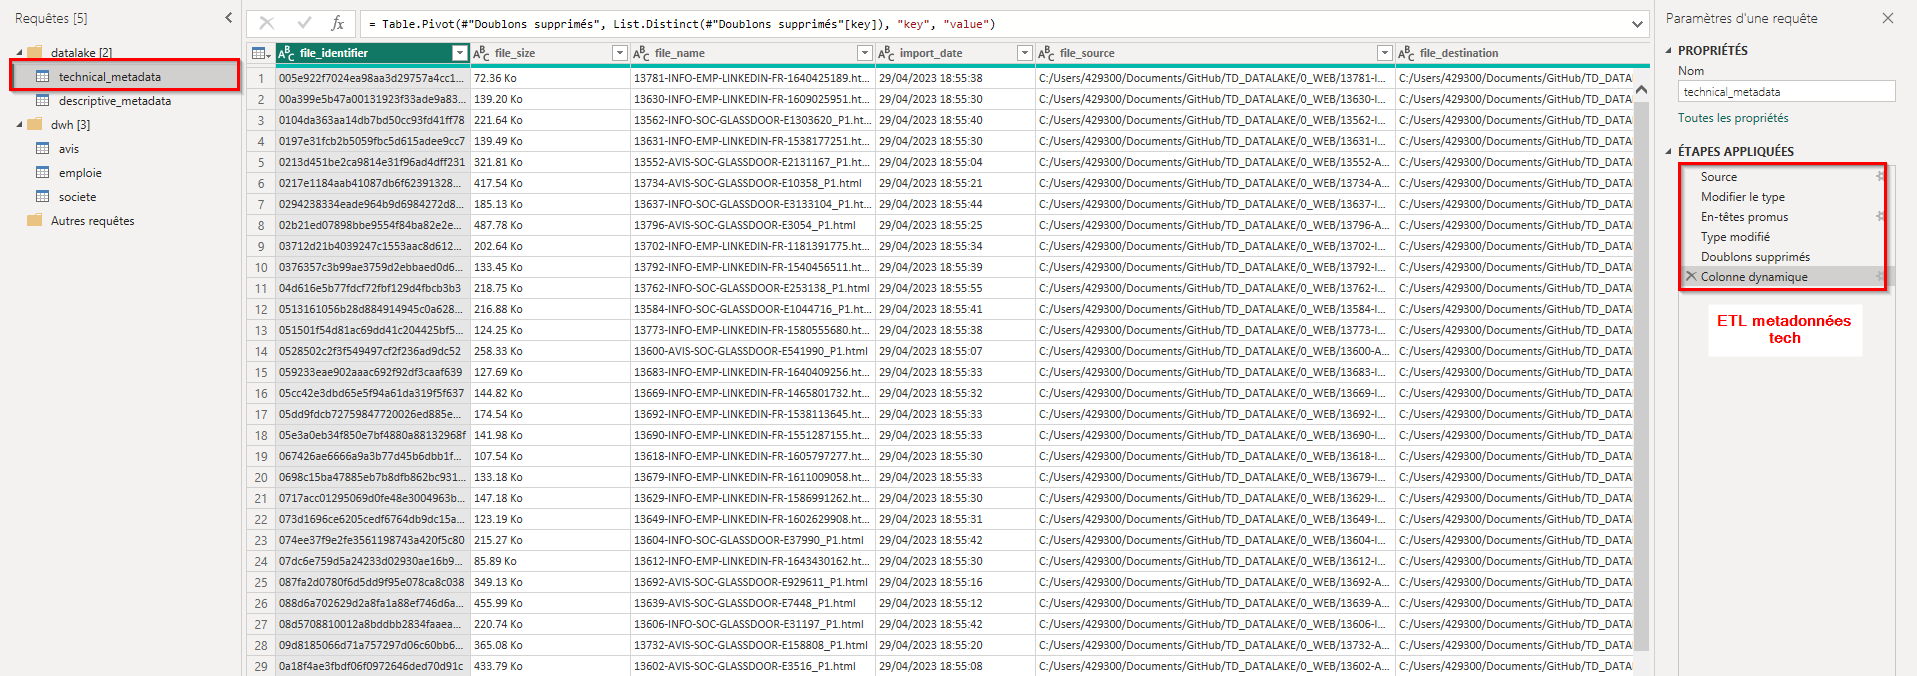 Requêtes [5]
= Table.Pivot(#"Doublons supprimés", List.Distinct(#"Doublons supprimés"[key]), "key", "value")
datalake [2]
technical_metadata
descriptive_metadata
dwh [3]
avis
emploie
societe
Autres requêtes
file_identifier file_size file_name import_date file_source file_destination
1 005e922f7024ea98aa3d29757a4cc1... 72.36 Ko 13781-INFO-EMP-LINKEDIN-FR-1640425189.ht... 29/04/2023 18:55:38 C:/Users/429300/Documents/GitHub/TD_DATALAKE/0_WEB/13781-I... C:/Users/429300/Documents/GitHub/TD_DATAL
2 00a399e5b47a00131923f33ade9a83... 139.20 Ko 13630-INFO-EMP-LINKEDIN-FR-1609025951.ht... 29/04/2023 18:55:30 C:/Users/429300/Documents/GitHub/TD_DATALAKE/0_WEB/13630-I... C:/Users/429300/Documents/GitHub/TD_DATAL
3 0104da363aa14db7bd50cc93fd41ff78 221.64 Ko 13562-INFO-SOC-GLASSDOOR-E1303620_P1.h... 29/04/2023 18:55:40 C:/Users/429300/Documents/GitHub/TD_DATALAKE/0_WEB/13562-I... C:/Users/429300/Documents/GitHub/TD_DATAL
4 0197e31fcb2b5059fbc5d615adee9cc7 139.49 Ko 13631-INFO-EMP-LINKEDIN-FR-1538177251.ht... 29/04/2023 18:55:30 C:/Users/429300/Documents/GitHub/TD_DATALAKE/0_WEB/13631-I... C:/Users/429300/Documents/GitHub/TD_DATAL
5 0213d451be2ca9814e31f96ad4dff231 321.81 Ko 13552-AVIS-SOC-GLASSDOOR-E2131167_P1.h... 29/04/2023 18:55:04 C:/Users/429300/Documents/GitHub/TD_DATALAKE/0_WEB/13552-A... C:/Users/429300/Documents/GitHub/TD_DATAL
6 0217e1184aab41087db6f62391328... 417.54 Ko 13734-AVIS-SOC-GLASSDOOR-E10358_P1.html 29/04/2023 18:55:21 C:/Users/429300/Documents/GitHub/TD_DATALAKE/0_WEB/13734-A... C:/Users/429300/Documents/GitHub/TD_DATAL
7 0294238334eade964b9d6984272d8... 185.13 Ko 13637-INFO-SOC-GLASSDOOR-E3133104_P1.h... 29/04/2023 18:55:44 C:/Users/429300/Documents/GitHub/TD_DATALAKE/0_WEB/13637-I... C:/Users/429300/Documents/GitHub/TD_DATAL
8 02b21ed07898bbe9554f84ba82e2e... 487.78 Ko 13796-AVIS-SOC-GLASSDOOR-E3054_P1.html 29/04/2023 18:55:25 C:/Users/429300/Documents/GitHub/TD_DATALAKE/0_WEB/13796-A... C:/Users/429300/Documents/GitHub/TD_DATAL
9 03712d21b4039247c1553aac8d612... 202.64 Ko 13702-INFO-EMP-LINKEDIN-FR-1181391775.ht... 29/04/2023 18:55:34 C:/Users/429300/Documents/GitHub/TD_DATALAKE/0_WEB/13702-I... C:/Users/429300/Documents/GitHub/TD_DATAL
10 0376357c3b99ae3759d2ebbaed0d6... 133.45 Ko 13792-INFO-EMP-LINKEDIN-FR-1540456511.ht... 29/04/2023 18:55:39 C:/Users/429300/Documents/GitHub/TD_DATALAKE/0_WEB/13792-I... C:/Users/429300/Documents/GitHub/TD_DATAL
11 04d616e5b77fdcf72fbf129d4fbcb3b3 218.75 Ko 13762-INFO-SOC-GLASSDOOR-E253138_P1.html 29/04/2023 18:55:55 C:/Users/429300/Documents/GitHub/TD_DATALAKE/0_WEB/13762-I... C:/Users/429300/Documents/GitHub/TD_DATAL
12 0513161056b28d884914945c0a628... 216.88 Ko 13584-INFO-SOC-GLASSDOOR-E1044716_P1.h... 29/04/2023 18:55:41 C:/Users/429300/Documents/GitHub/TD_DATALAKE/0_WEB/13584-I... C:/Users/429300/Documents/GitHub/TD_DATAL
13 051501f54d81ac69dd41c204425bf5... 124.25 Ko 13773-INFO-EMP-LINKEDIN-FR-1580555680.ht... 29/04/2023 18:55:38 C:/Users/429300/Documents/GitHub/TD_DATALAKE/0_WEB/13773-I... C:/Users/429300/Documents/GitHub/TD_DATAL
14 0528502c2f3f549497cf2f236ad9dc52 258.33 Ko 13600-AVIS-SOC-GLASSDOOR-E541990_P1.html 29/04/2023 18:55:07 C:/Users/429300/Documents/GitHub/TD_DATALAKE/0_WEB/13600-A... C:/Users/429300/Documents/GitHub/TD_DATAL
15 059233eae902aaac692f92df3caaf639 127.69 Ko 13683-INFO-EMP-LINKEDIN-FR-1640409256.ht... 29/04/2023 18:55:33 C:/Users/429300/Documents/GitHub/TD_DATALAKE/0_WEB/13683-I... C:/Users/429300/Documents/GitHub/TD_DATAL
16 05cc42e3dbd65e5f94a61da319f5f637 144.82 Ko 13669-INFO-EMP-LINKEDIN-FR-1465801732.ht... 29/04/2023 18:55:32 C:/Users/429300/Documents/GitHub/TD_DATALAKE/0_WEB/13669-I... C:/Users/429300/Documents/GitHub/TD_DATAL
17 05dd9fdcb72759847720026ed885e... 174.54 Ko 13692-INFO-EMP-LINKEDIN-FR-1538113645.ht... 29/04/2023 18:55:33 C:/Users/429300/Documents/GitHub/TD_DATALAKE/0_WEB/13692-I... C:/Users/429300/Documents/GitHub/TD_DATAL
18 05e3a0eb34f850e7bf4880a88132968f 141.98 Ko 13690-INFO-EMP-LINKEDIN-FR-1551287155.ht... 29/04/2023 18:55:33 C:/Users/429300/Documents/GitHub/TD_DATALAKE/0_WEB/13690-I... C:/Users/429300/Documents/GitHub/TD_DATAL
19 067426ae6666a9a3b77d45b6dbb1f... 107.54 Ko 13618-INFO-EMP-LINKEDIN-FR-1605797277.ht... 29/04/2023 18:55:30 C:/Users/429300/Documents/GitHub/TD_DATALAKE/0_WEB/13618-I... C:/Users/429300/Documents/GitHub/TD_DATAL
20 0698c15ba47885eb7b8dfb862bc931... 133.18 Ko 13679-INFO-EMP-LINKEDIN-FR-1611009058.ht... 29/04/2023 18:55:33 C:/Users/429300/Documents/GitHub/TD_DATALAKE/0_WEB/13679-I... C:/Users/429300/Documents/GitHub/TD_DATAL
21 0717acc01295069d0fe48e3004963b... 147.18 Ko 13629-INFO-EMP-LINKEDIN-FR-1586991262.ht... 29/04/2023 18:55:30 C:/Users/429300/Documents/GitHub/TD_DATALAKE/0_WEB/13629-I... C:/Users/429300/Documents/GitHub/TD_DATAL
22 073d1696ce6205cedf6764db9dc15a... 123.19 Ko 13649-INFO-EMP-LINKEDIN-FR-1602629908.ht... 29/04/2023 18:55:31 C:/Users/429300/Documents/GitHub/TD_DATALAKE/0_WEB/13649-I... C:/Users/429300/Documents/GitHub/TD_DATAL
23 074ee37f9e2fe3561198743a420f5c80 215.27 Ko 13604-INFO-SOC-GLASSDOOR-E37990_P1.html 29/04/2023 18:55:42 C:/Users/429300/Documents/GitHub/TD_DATALAKE/0_WEB/13604-I... C:/Users/429300/Documents/GitHub/TD_DATAL
24 07dc6e759d5a24233d02930ae16b9... 85.89 Ko 13612-INFO-EMP-LINKEDIN-FR-1643430162.ht... 29/04/2023 18:55:30 C:/Users/429300/Documents/GitHub/TD_DATALAKE/0_WEB/13612-I... C:/Users/429300/Documents/GitHub/TD_DATAL
25 087fa2d0780f6d5dd9f95e078ca8c038 349.13 Ko 13692-AVIS-SOC-GLASSDOOR-E929611_P1.html 29/04/2023 18:55:16 C:/Users/429300/Documents/GitHub/TD_DATALAKE/0_WEB/13692-A... C:/Users/429300/Documents/GitHub/TD_DATAL
26 088d6a702629d2a8fa1a88ef746d6a... 455.99 Ko 13639-AVIS-SOC-GLASSDOOR-E7448_P1.html 29/04/2023 18:55:12 C:/Users/429300/Documents/GitHub/TD_DATALAKE/0_WEB/13639-A... C:/Users/429300/Documents/GitHub/TD_DATAL
27 08d5708810012a8bddbb2834faaea... 220.74 Ko 13606-INFO-SOC-GLASSDOOR-E31197_P1.html 29/04/2023 18:55:42 C:/Users/429300/Documents/GitHub/TD_DATALAKE/0_WEB/13606-I... C:/Users/429300/Documents/GitHub/TD_DATAL
28 09d8185066d71a757297d06c60bb6... 365.08 Ko 13732-AVIS-SOC-GLASSDOOR-E158808_P1.html 29/04/2023 18:55:20 C:/Users/429300/Documents/GitHub/TD_DATALAKE/0_WEB/13732-A... C:/Users/429300/Documents/GitHub/TD_DATAL
29 0a18f4ae3fbdf06f0972646ded70d91c 433.79 Ko 13602-AVIS-SOC-GLASSDOOR-E3516_P1.html 29/04/2023 18:55:08 C:/Users/429300/Documents/GitHub/TD_DATALAKE/0_WEB/13602-A... C:/Users/429300/Documents/GitHub/TD_DATAL
Paramètres d'une requête
PROPRIÉTÉS
Nom
technical_metadata
Toutes les propriétés
ÉTAPES APPLIQUÉES
Source
Modifier le type
En-têtes promus
Type modifié
Doublons supprimés
Colonne dynamique
ETL metadonnées
tech